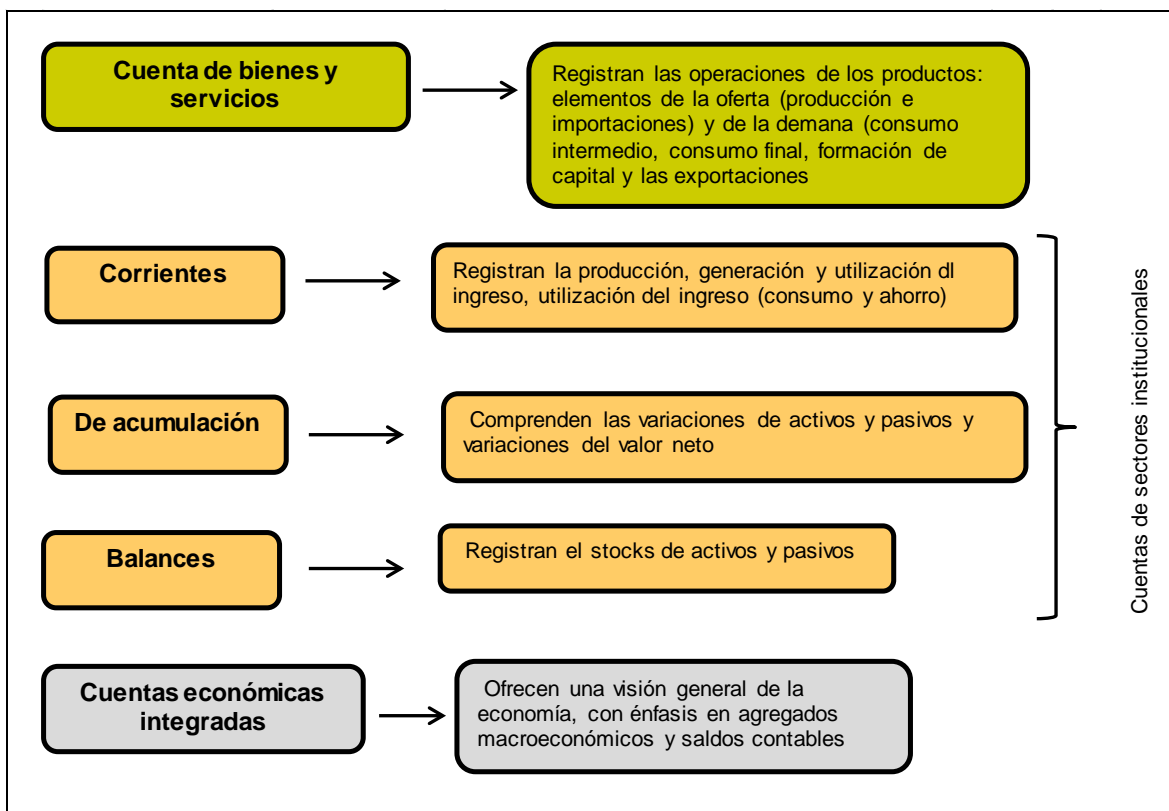 Cuenta de bienes y
servicios
Registran las operaciones de los productos:
elementos de la oferta (producción e
importaciones) y de la demana (consumo
intermedio, consumo final, formación de
capital y las exportaciones
Corrientes
Registran la producción, generación y utilización dl
ingreso, utilización del ingreso (consumo y ahorro)
De acumulación
Comprenden las variaciones de activos y pasivos y
variaciones del valor neto
Balances
Registran el stocks de activos y pasivos
Cuentas de sectores institucionales
Cuentas económicas
integradas
Ofrecen una visión general de la
economía, con énfasis en agregados
macroeconómicos y saldos contables